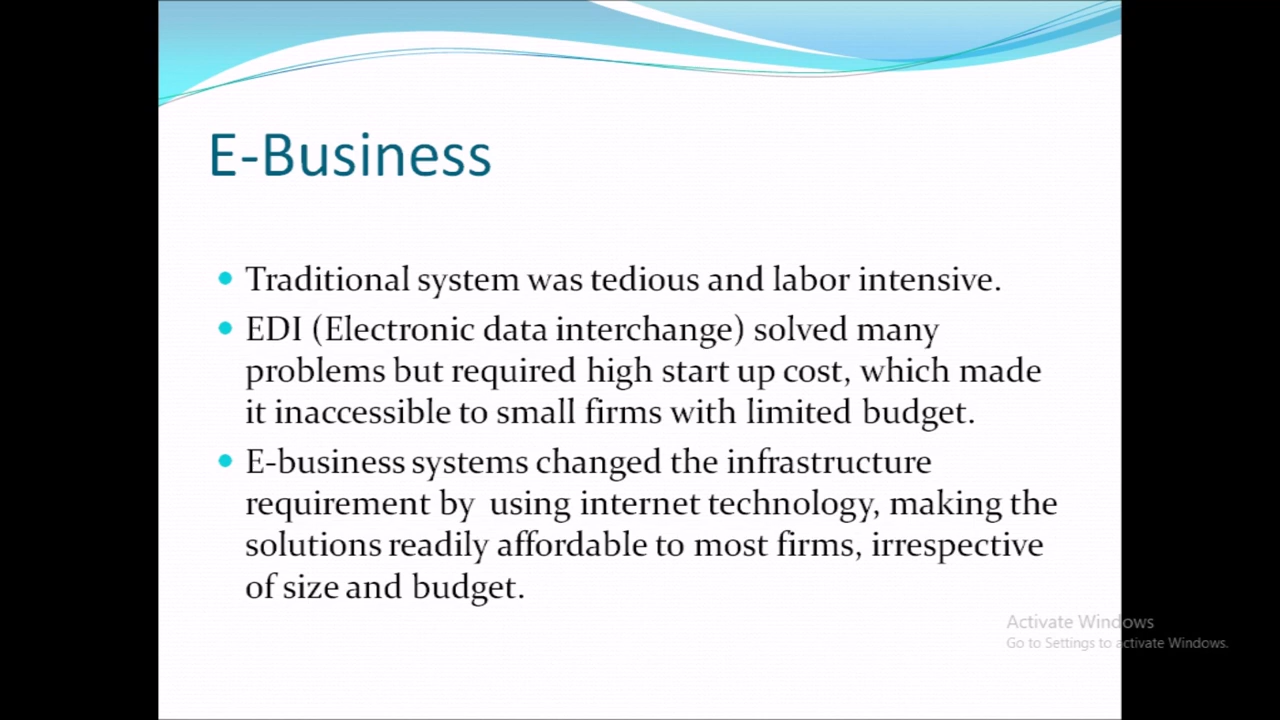 E-Business
Traditional system was tedious and labor intensive.
EDI (Electronic data interchange) solved many
problems but required high start up cost, which made
it inaccessible to small firms with limited budget.
E-business systems changed the infrastructure
requirement by  using internet technology, making the
solutions readily affordable to most firms, irrespective
of size and budget.
Activate Windows
Go to Settings to activate Windows.